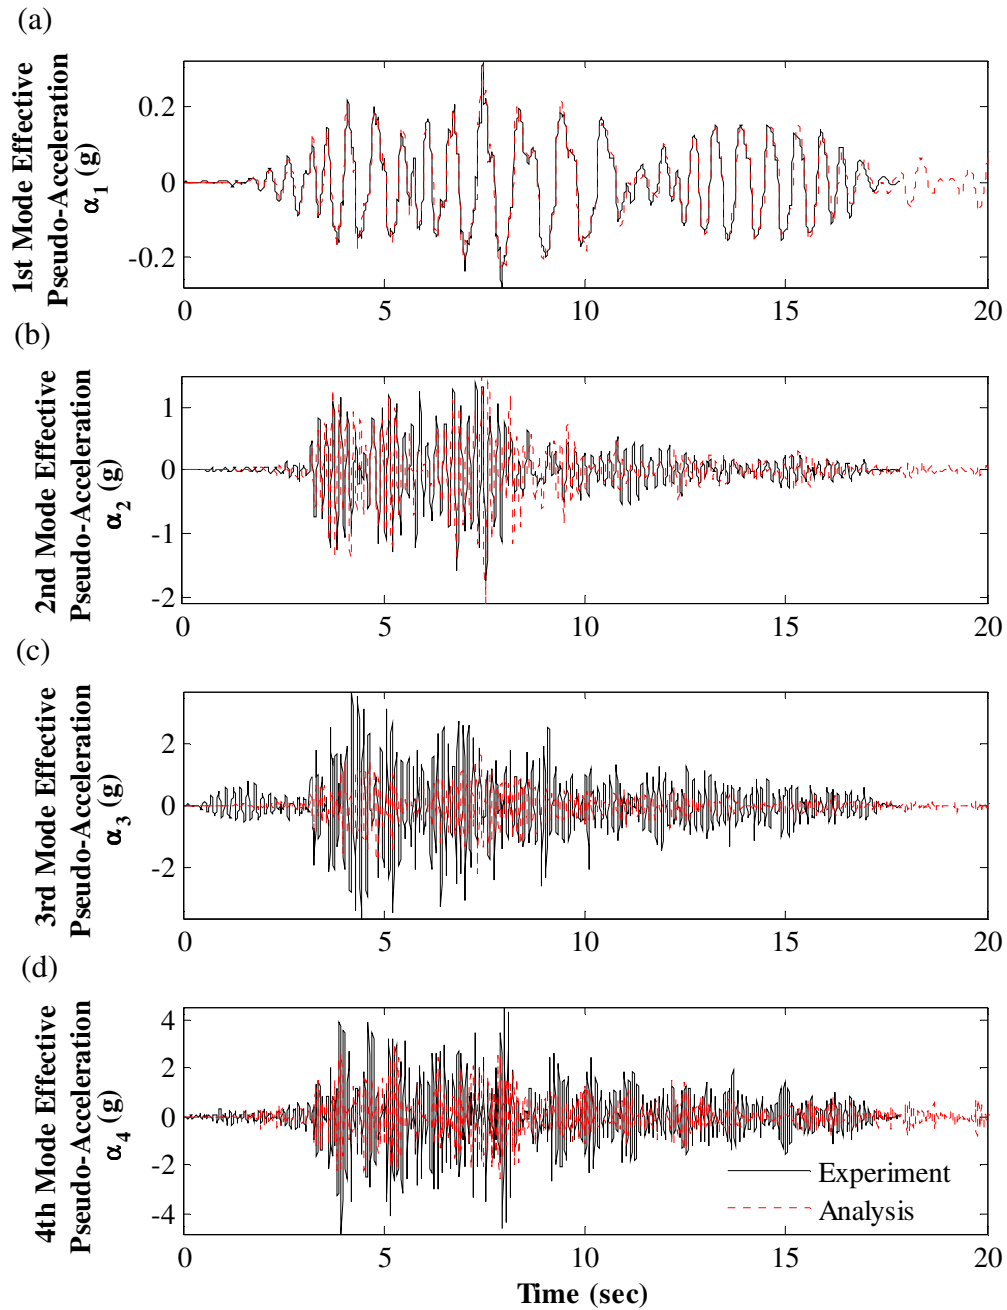 (a)
1st Mode Effective
Pseudo-Acceleration
α1 (g)
0.2
0
-0.2
0 5 10 15 20
(b)
2nd Mode Effective
Pseudo-Acceleration
α2 (g)
1
0
-1
-2
0 5 10 15 20
(c)
3rd Mode Effective
Pseudo-Acceleration
α3 (g
2
0
-2
0 5 10 15 20
(d)
4th Mode Effective
Pseudo-Acceleration
α4 (g)
4
2
0
-2
-4
Experiment
Analysis
0 5 10 15 20
Time (sec)